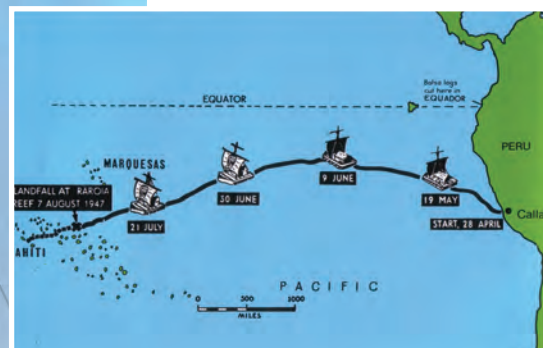 Balsa logs
cut here in
EQUADOR
EQUATOR
PERU
MARQUESAS
LANDFALL AT RAROIA
REEF 7 AUGUST 1947
30 JUNE
9 JUNE
19 MAY
21 JULY
START, 28 APRIL
Calla
AHITI
PACIFIC
0 500 1000
MILES